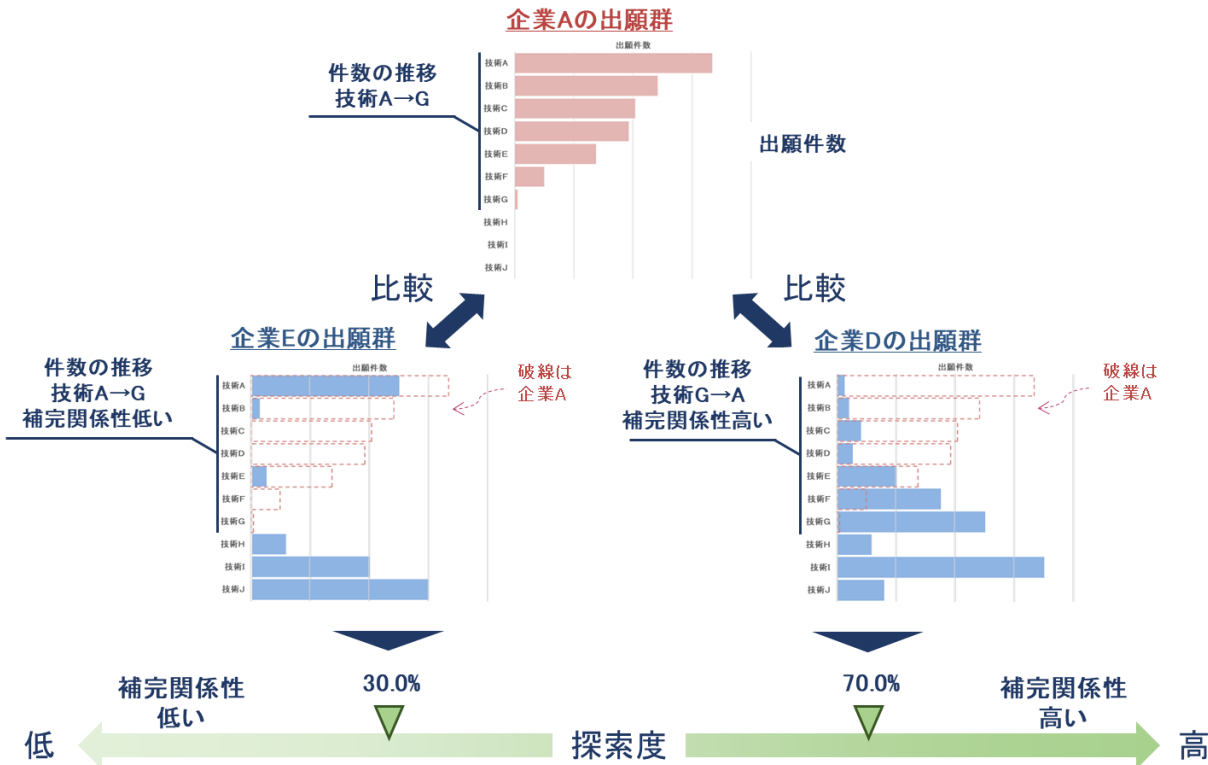 企業Aの出願群
出願件数
件数の推移
技術A→G
技術A
技術B
技術C
技術D
技術E
技術F
技術G
技術H
技術I
技術J
出願件数
比較
比較
企業Eの出願群
件数の推移
技術A→G
補完関係性低い
出願件数
技術A
技術B
技術C
技術D
技術E
技術F
技術G
技術H
技術I
技術J
破線は
企業A
企業Dの出願群
件数の推移
技術G→A
補完関係性高い
出願件数
技術A
技術B
技術C
技術D
技術E
技術F
技術G
技術H
技術I
技術J
破線は
企業A
補完関係性
低い
30.0%
70.0%
補完関係性
高い
低
探索度
高